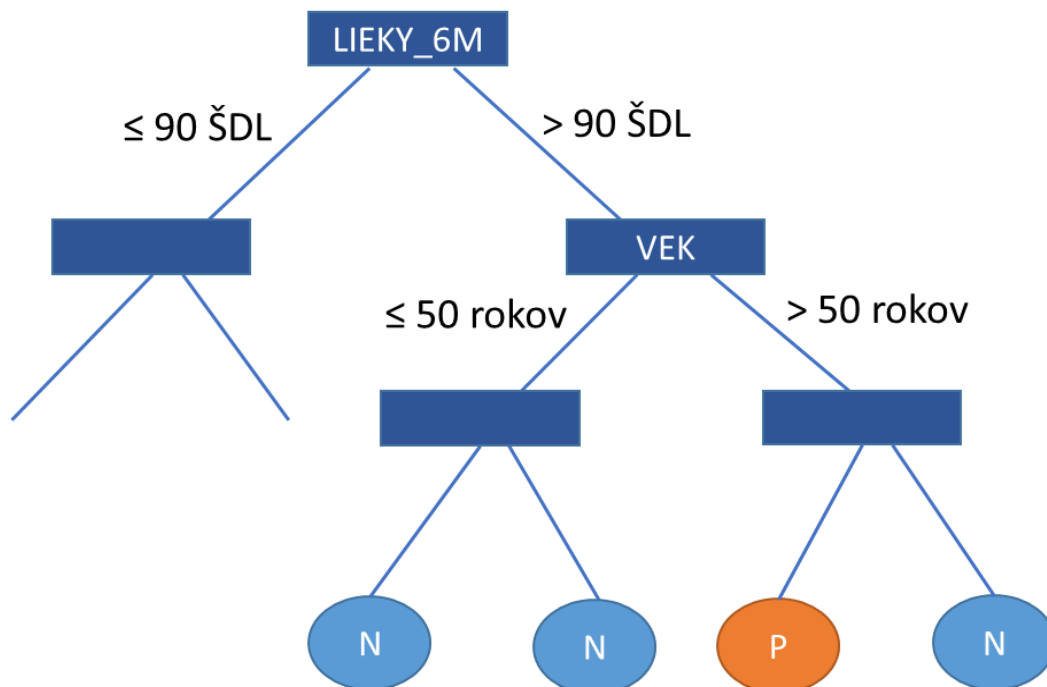 LIEKY_6M
≤ 90 ŠDL
> 90 ŠDL
VEK
≤ 50 rokov
> 50 rokov
N
N
P
N